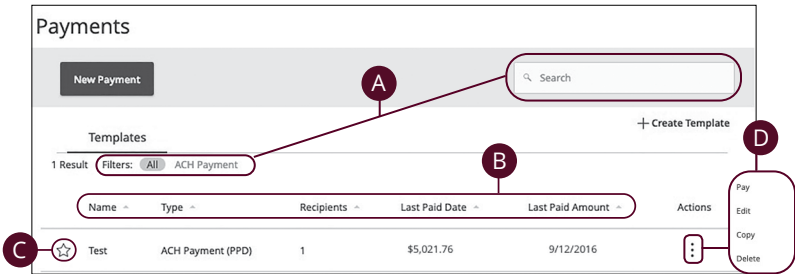 Payments
New Payment
Search
A
+ Create Template
Templates
D
1 Result Filters: All ACH Payment
B
Pay
Name Type Recipients Last Paid Date Last Paid Amount Actions
Edit
Copy
C Test ACH Payment (PPD) 1 $5,021.76 9/12/2016
Delete